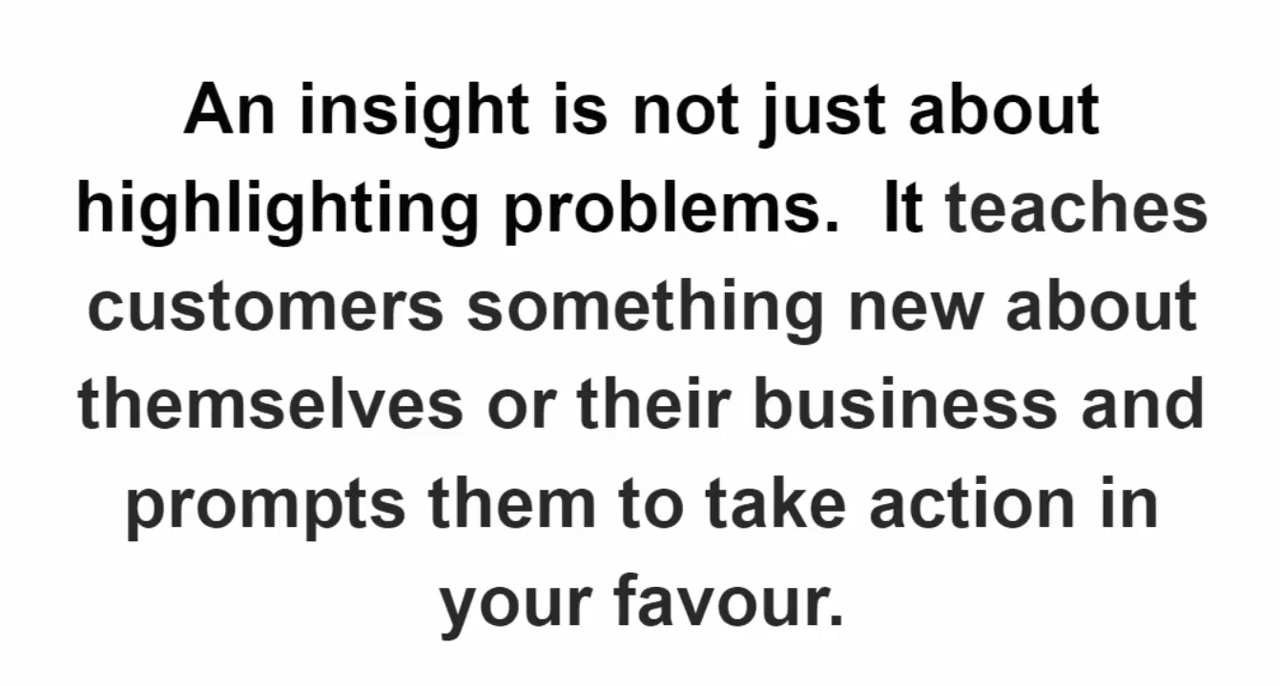 An insight is not just about
highlighting problems.  It teaches
customers something new about
themselves or their business and
prompts them to take action in
your favour.